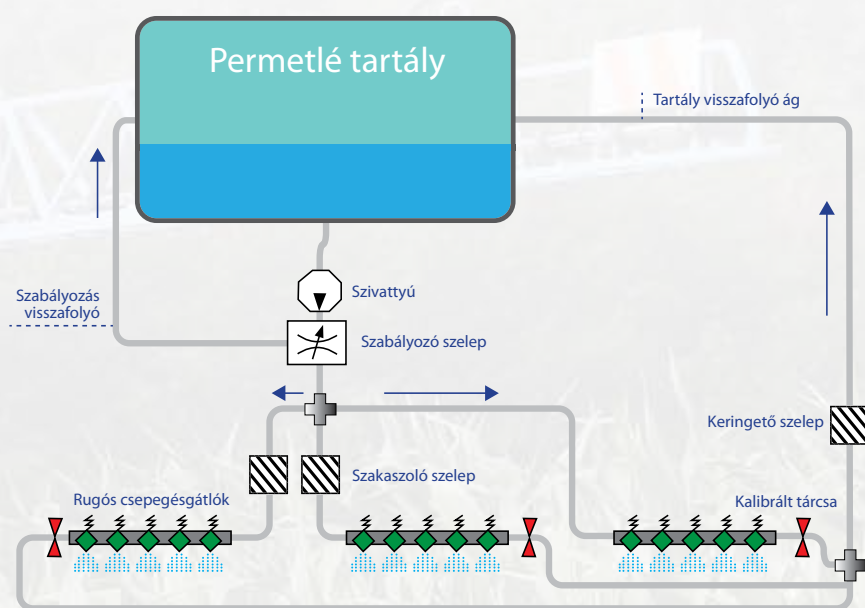 Permetlé tartály
Tartály visszafolyó ág
Szabályozás
visszafolyó
Szivattyú
Szabályozó szelep
Keringető szelep
Szakaszoló szelep
Rugós csepegésgátlók
Kalibrált tárcsa